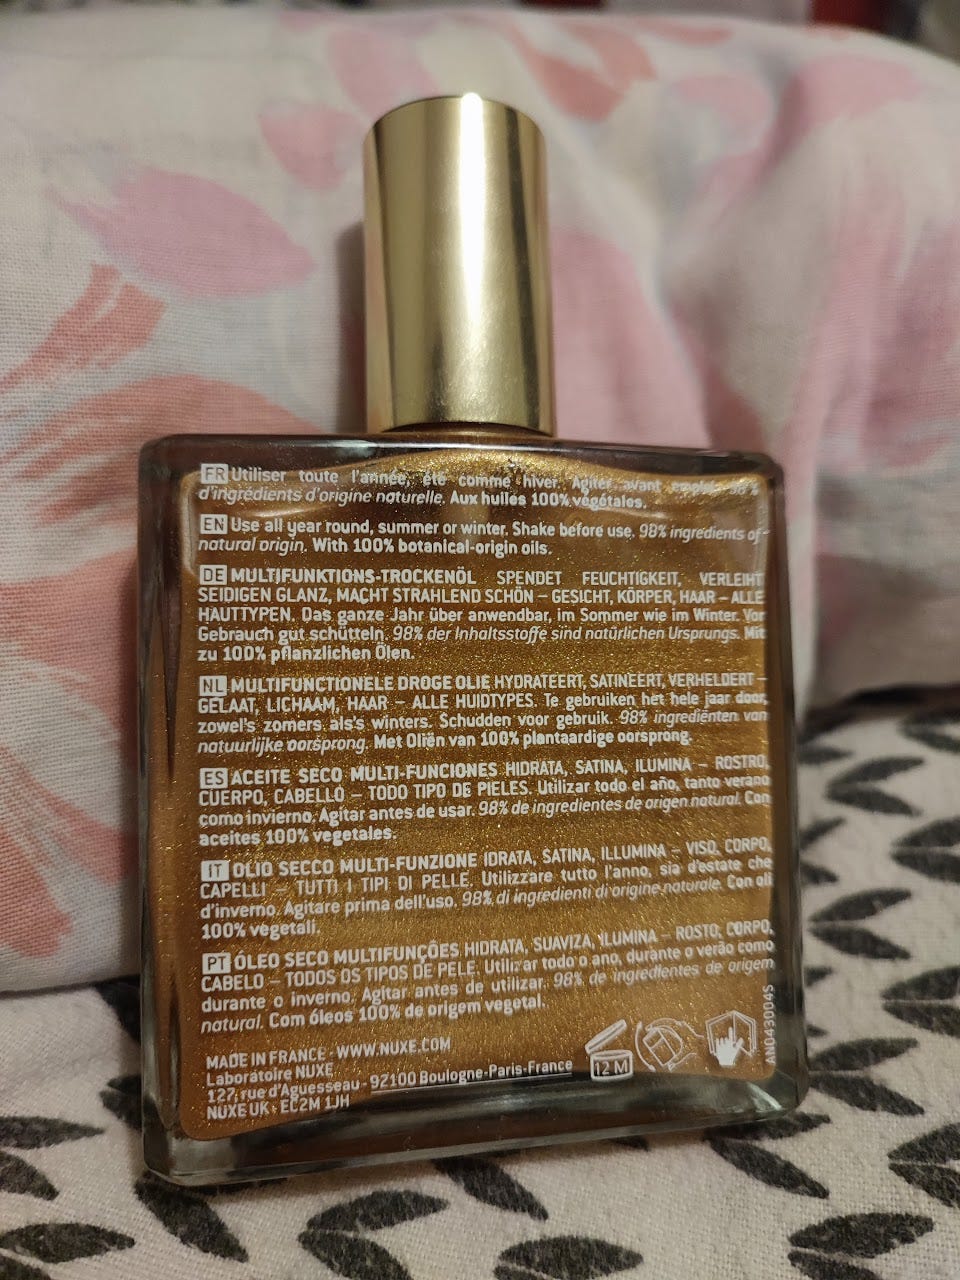 FR Utiliser toute l'année, été comme hiver. Agiter avant emploi. 98%
d'ingrédients d'origine naturelle. Aux huiles 100% végétales.
EN Use all year round, summer or winter. Shake before use. 98% ingredients of
natural origin. With 100% botanical-origin oils.
DE MULTIFUNKTIONS-TROCKENÖL SPENDET FEUCHTIGKEIT, VERLEIHT
SEIDIGEN GLANZ, MACHT STRAHLEND SCHÖN – GESICHT, KÖRPER, HAAR – ALLE
HAUTTYPEN. Das ganze Jahr über anwendbar, im Sommer wie im Winter. Vor
Gebrauch gut schütteln. 98% der Inhaltsstoffe sind natürlichen Ursprungs. Mit
zu 100% pflanzlichen Ölen.
NL MULTIFUNCTIONELE DROGE OLIE HYDRATEERT, SATINEERT, VERHELDERT –
GELAAT, LICHAAM, HAAR – ALLE HUIDTYPES. Te gebruiken het hele jaar door,
zowel's zomers als's winters. Schudden voor gebruik. 98% ingrediënten van
natuurlijke oorsprong. Met Oliën van 100% plantaardige oorsprong.
ES ACEITE SECO MULTI-FUNCIONES HIDRATA, SATINA, ILUMINA – ROSTRO,
CUERPO, CABELLO – TODO TIPO DE PIELES. Utilizar todo el año, tanto verano
como invierno. Agitar antes de usar. 98% de ingredientes de origen natural. Con
aceites 100% vegetales.
IT OLIO SECCO MULTI-FUNZIONE IDRATA, SATINA, ILLUMINA – VISO, CORPO,
CAPELLI – TUTTI I TIPI DI PELLE. Utilizzare tutto l'anno, sia d'estate che
d'inverno. Agitare prima dell'uso. 98% di ingredienti di origine naturale. Con oli
100% vegetali.
PT ÓLEO SECO MULTIFUNÇÕES HIDRATA, SUAVIZA, ILUMINA – ROSTO, CORPO,
CABELO – TODOS OS TIPOS DE PELE. Utilizar todo o ano, durante o verão como
durante o inverno. Agitar antes de utilizar. 98% de ingredientes de origem
natural. Com óleos 100% de origem vegetal.
MADE IN FRANCE - WWW.NUXE.COM
Laboratoire NUXE
127, rue d'Aguesseau - 92100 Boulogne-Paris-France
NUXE UK - EC2M 1JH
12 M
AN043004S